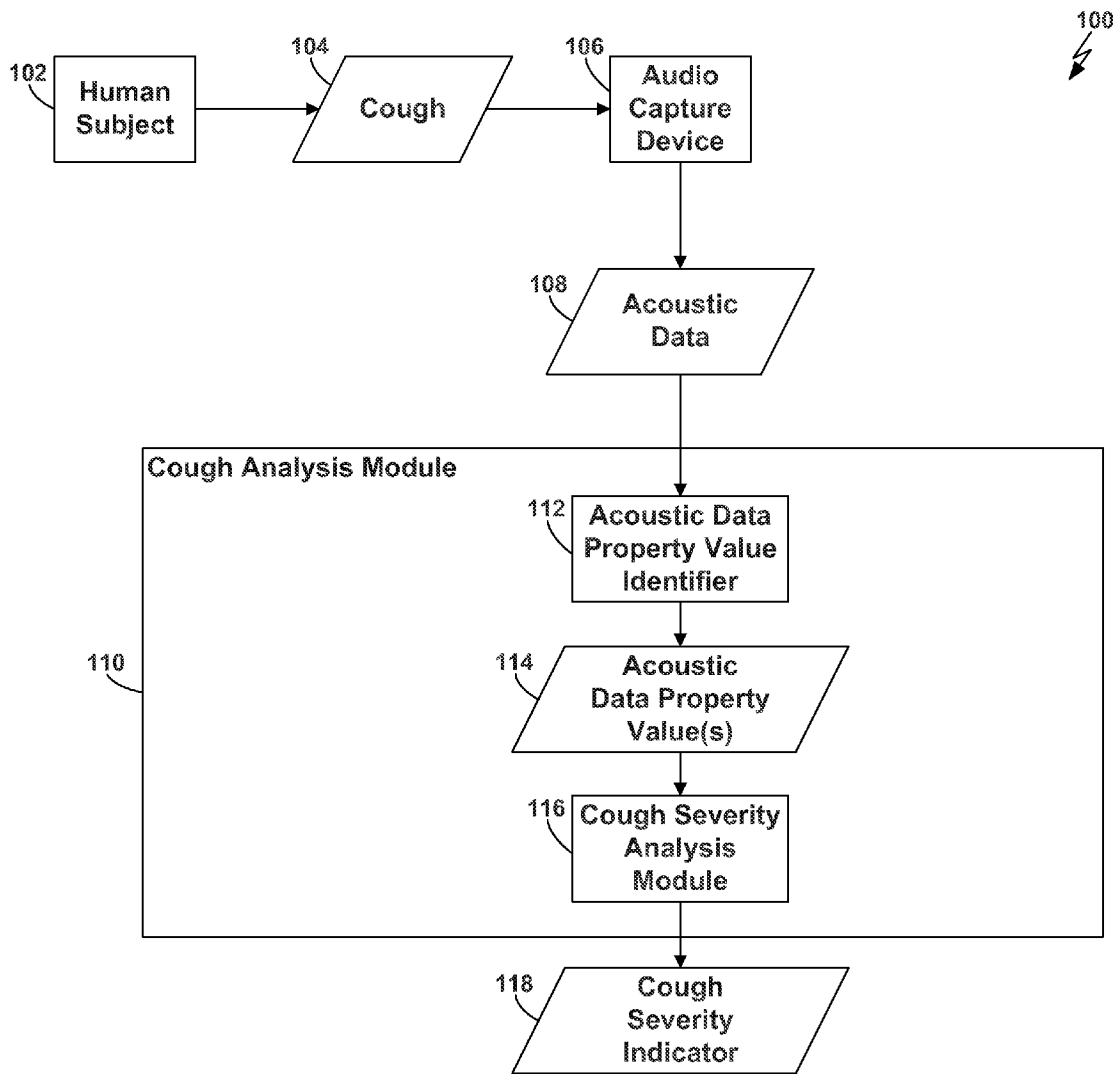 100
102
Human
Subject
104
Cough
106
Audio
Capture
Device
108
Acoustic
Data
Cough Analysis Module
110
112
Acoustic Data
Property Value
Identifier
114
Acoustic
Data Property
Value(s)
116
Cough Severity
Analysis
Module
118
Cough
Severity
Indicator